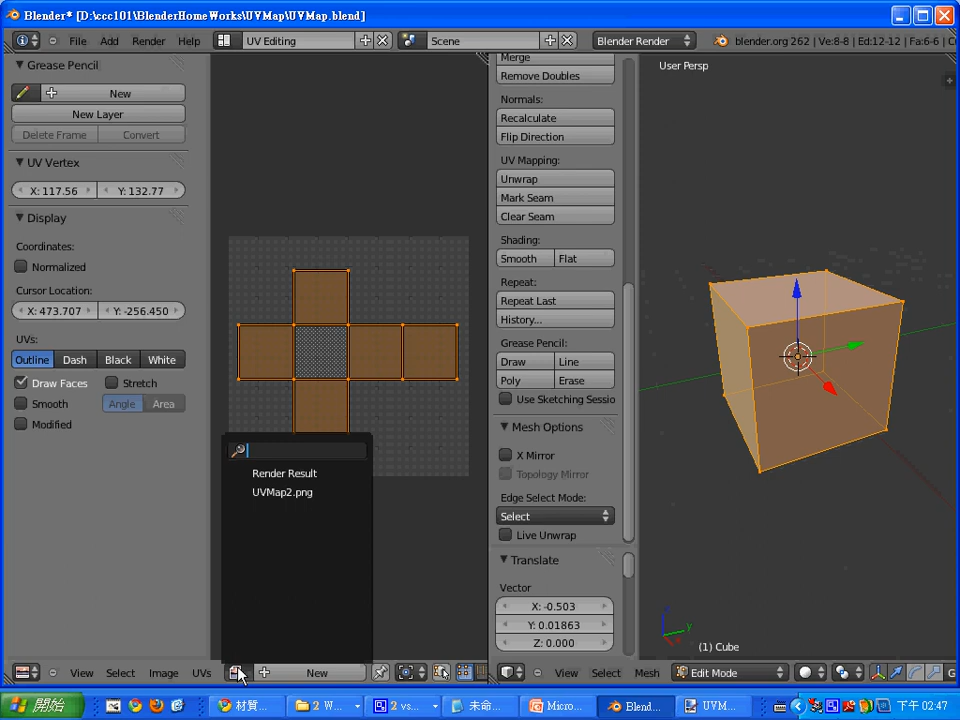 Blender* [D:\ccc101\BlenderHomeWorks\UVMap\UVMap.blend]
File Add Render Help UV Editing Scene Blender Render blender.org 262 | Ve:8-8 | Ed:12-12 | Fa:6-6 |
Grease Pencil
New
New Layer
Delete Frame Convert
UV Vertex
X: 117.56 Y: 132.77
Display
Coordinates:
Normalized
Cursor Location:
X: 473.707 Y: -256.450
UVs:
Outline Dash Black White
Draw Faces Stretch
Smooth Angle Area
Modified
Render Result
UVMap2.png
View Select Image UVs New
Merge
Remove Doubles
Normals:
Recalculate
Flip Direction
UV Mapping:
Unwrap
Mark Seam
Clear Seam
Shading:
Smooth Flat
Repeat:
Repeat Last
History...
Grease Pencil:
Draw Line
Poly Erase
Use Sketching Sessio
Mesh Options
X Mirror
Topology Mirror
Edge Select Mode:
Select
Live Unwrap
Translate
Vector
X: -0.503
Y: 0.01863
Z: 0.000
User Persp
z
y
(1) Cube
View Select Mesh Edit Mode G
開始 材質... 2 W... 2 vs... 未命... Micro... Blend... UVM... 下午 02:47